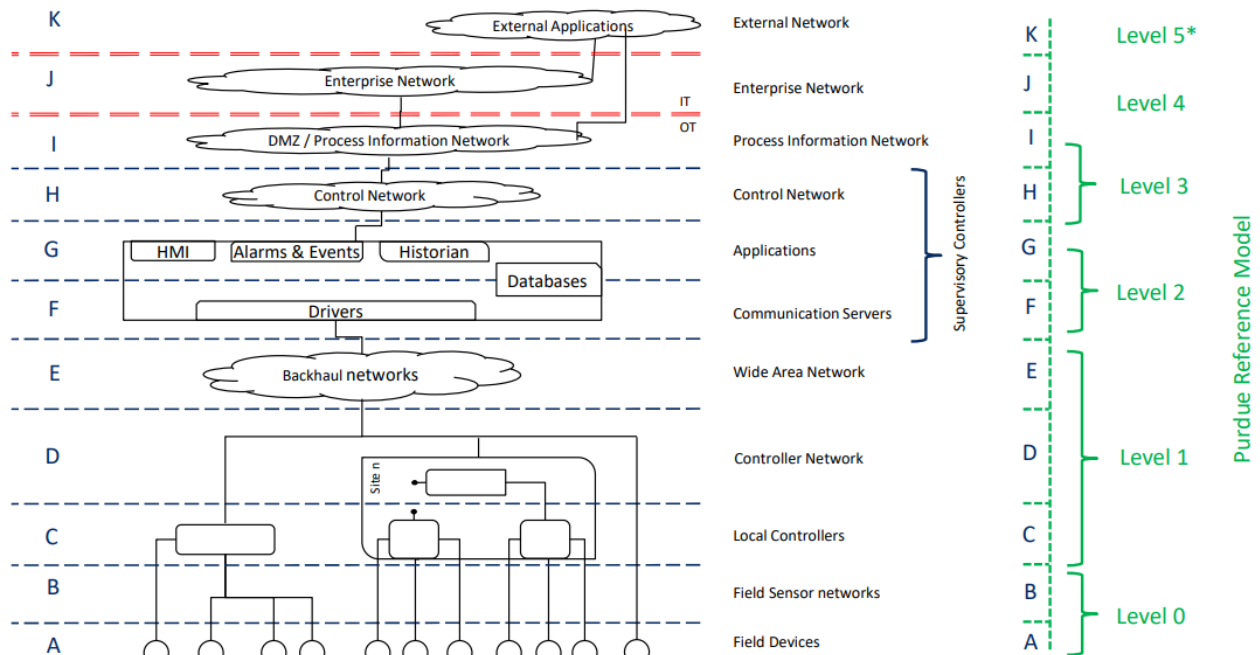 K
External Applications
External Network
K
Level 5*
J
Enterprise Network
Enterprise Network
J
Level 4
IT
OT
I
DMZ / Process Information Network
Process Information Network
I
Level 3
H
Control Network
Control Network
H
G
HMI
Alarms & Events
Historian
Applications
G
Databases
Level 2
F
Drivers
Communication Servers
F
Supervisory Controllers
E
Backhaul networks
Wide Area Network
E
D
Site n
Controller Network
D
Level 1
C
Local Controllers
C
B
Field Sensor networks
B
Level 0
A
Field Devices
A
Purdue Reference Model